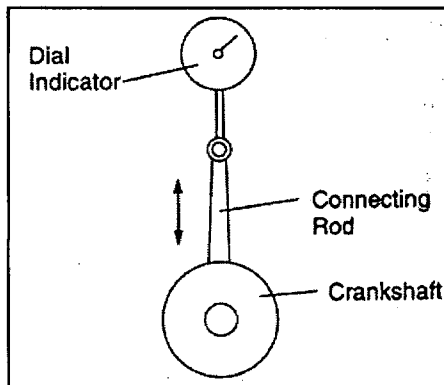 Dial
Indicator
Connecting
Rod
Crankshaft